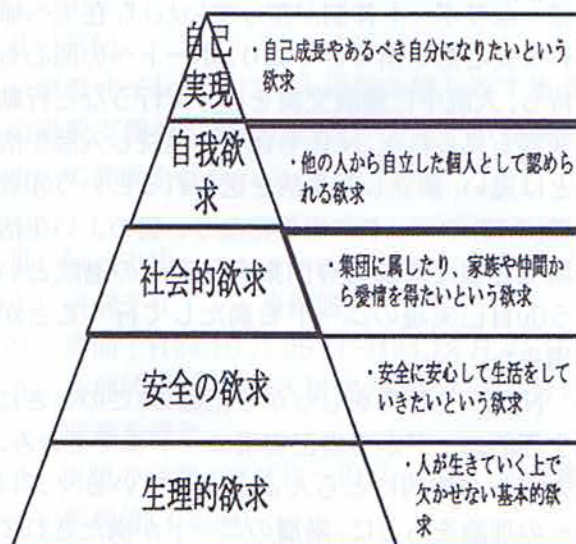 自己
実現
・自己成長やあるべき自分になりたいという
欲求
自我欲
求
・他の人から自立した個人として認めら
れる欲求
社会的欲求
・集団に属したり、家族や仲間か
ら愛情を得たいという欲求
安全の欲求
・安全に安心して生活をして
いきたいという欲求
生理的欲求
・人が生きていく上で
欠かせない基本的欲
求